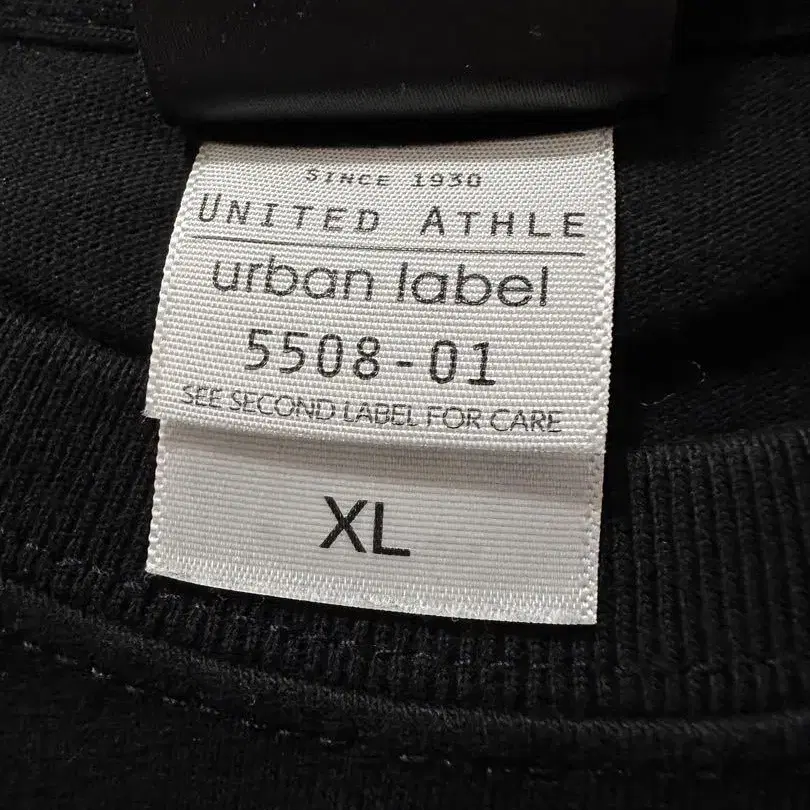 SINCE 1930
UNITED ATHLE
urban label
5508-01
SEE SECOND LABEL FOR CARE
XL